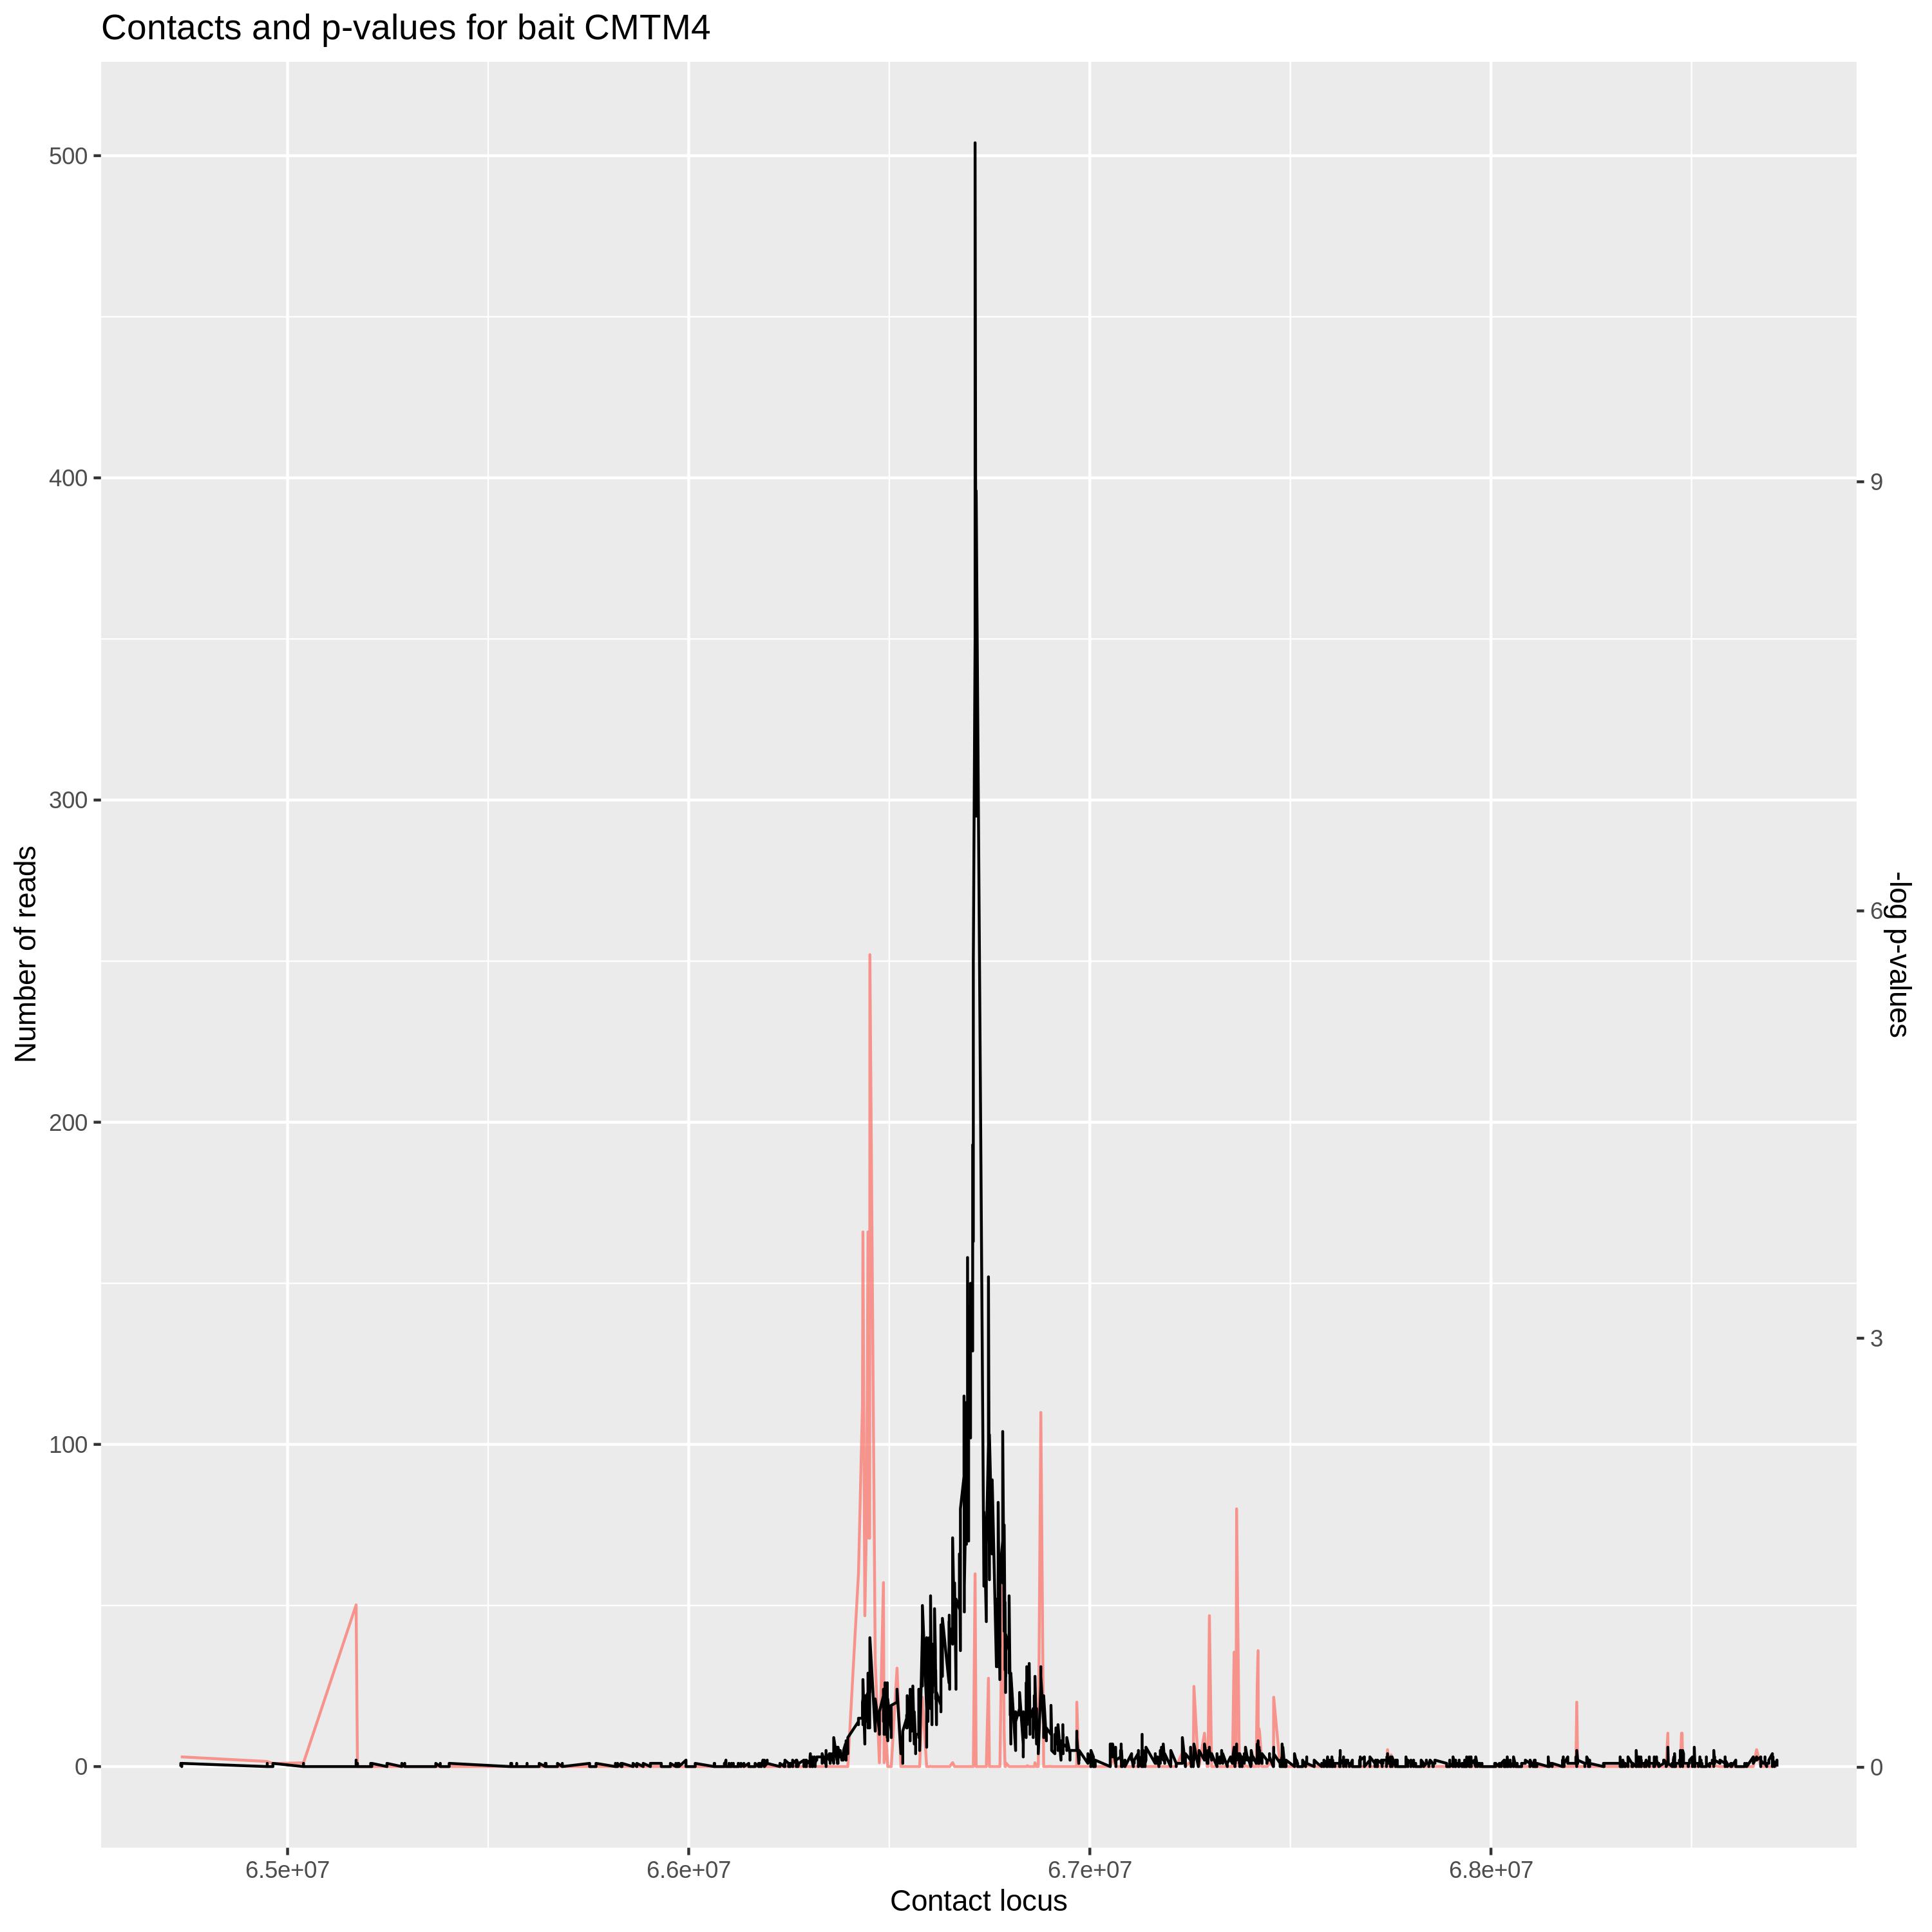 Contacts and p-values for bait CMTM4
500
400
300
200
100
0
Number of reads
9
6
3
0
-log p-values
6.5e+07
6.6e+07
6.7e+07
6.8e+07
Contact locus